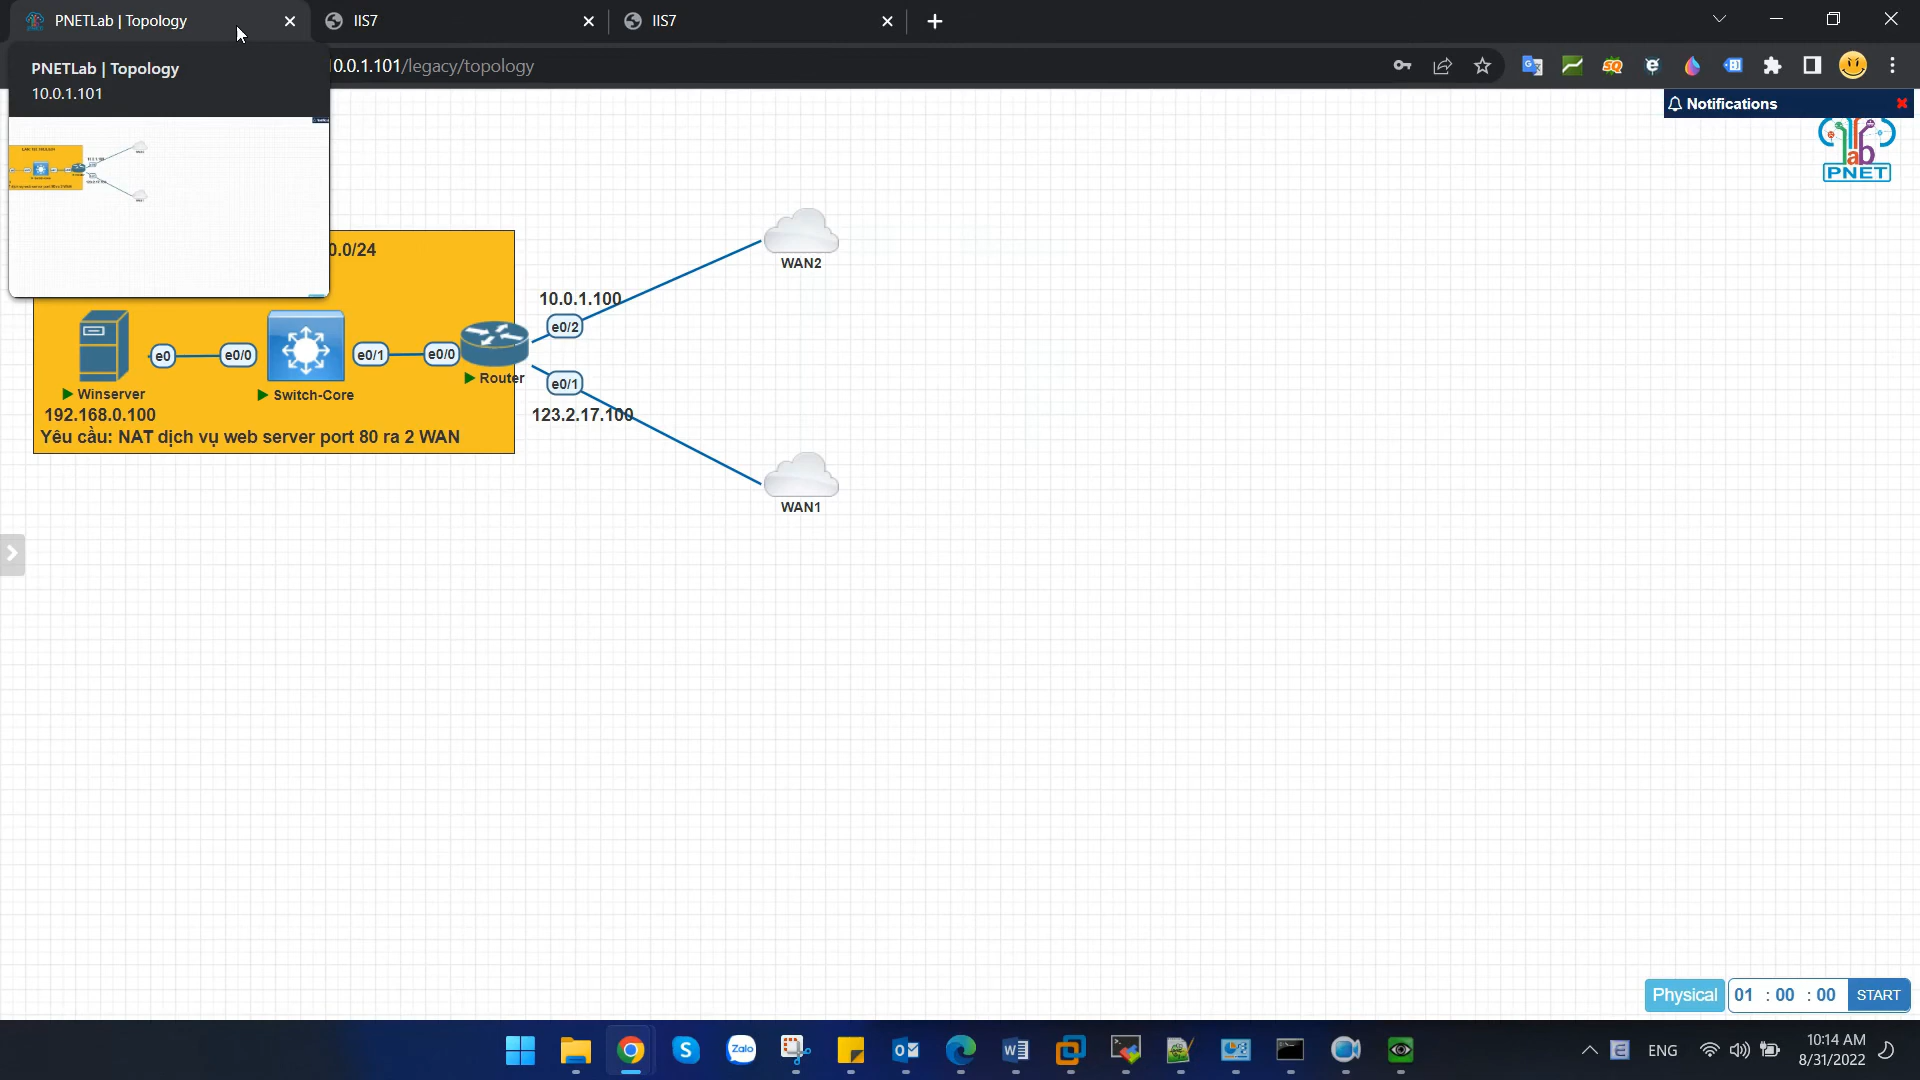 PNETLab | Topology
IIS7
IIS7
PNETLab | Topology
10.0.1.101
10.0.1.101/legacy/topology
Notifications
lab
PNET
0.0/24
WAN2
10.0.1.100
e0/2
e0
e0/0
e0/1
e0/0
Router
Winserver
Switch-Core
e0/1
192.168.0.100
123.2.17.100
Yêu cầu: NAT dịch vụ web server port 80 ra 2 WAN
WAN1
Physical
01 : 00 : 00
START
Zalo
ENG
10:14 AM
8/31/2022